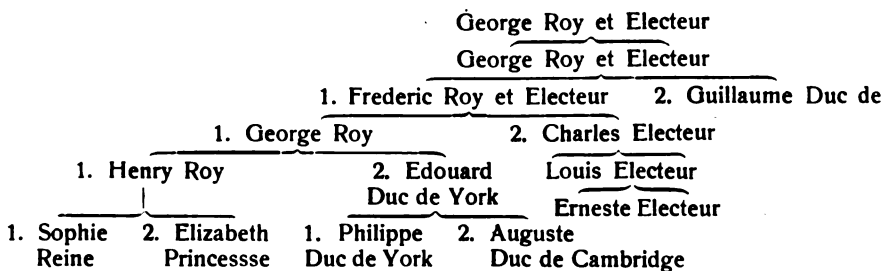 George Roy et Electeur
George Roy et Electeur
1. Frederic Roy et Electeur 2. Guillaume Duc de
1. George Roy 2. Charles Electeur
1. Henry Roy 2. Edouard Louis Electeur
Duc de York
Erneste Electeur
1. Sophie 2. Elizabeth 1. Philippe 2. Auguste
Reine Princessse Duc de York Duc de Cambridge